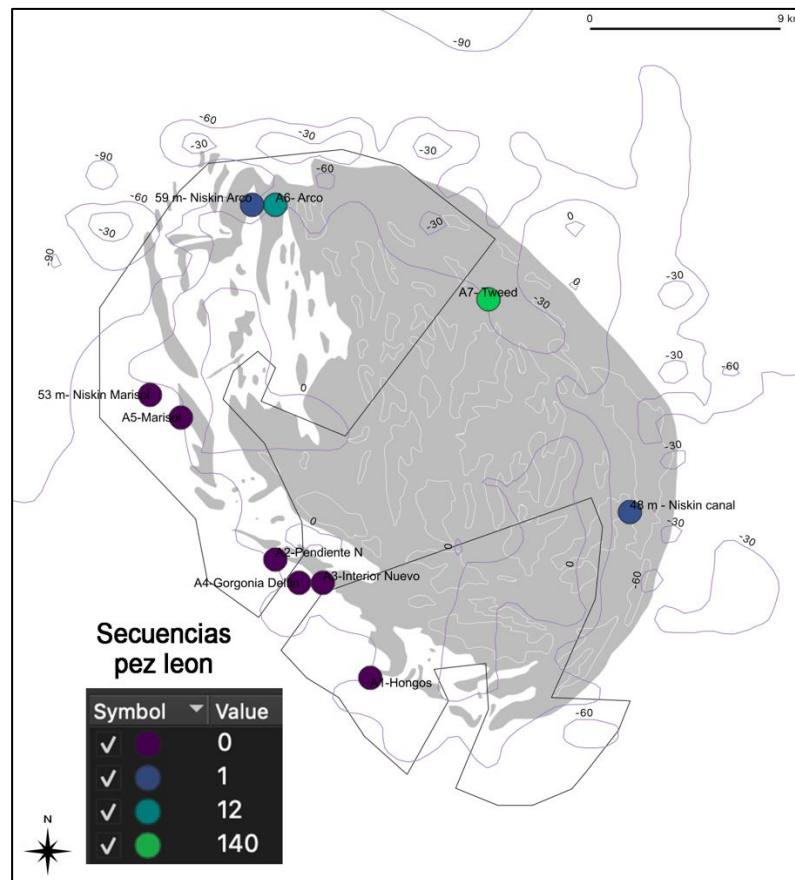 0 9 km
-90
-60
-30
-30
-30
-90
-60
-60
59 m- Niskin Arco
A6- Arco
-30
-30
0
-90
A7- Tweed
0
-30
-30
-30
-60
0
53 m- Niskin Marisol
A5-Marisol
-30
48 m - Niskin canal
0
-30
-30
A2-Pendiente N
0
0
A4-Gorgonia Delfin
A3-Interior Nuevo
-60
A1-Hongos
-60
Secuencias
pez leon
Symbol Value
0
1
12
140
N